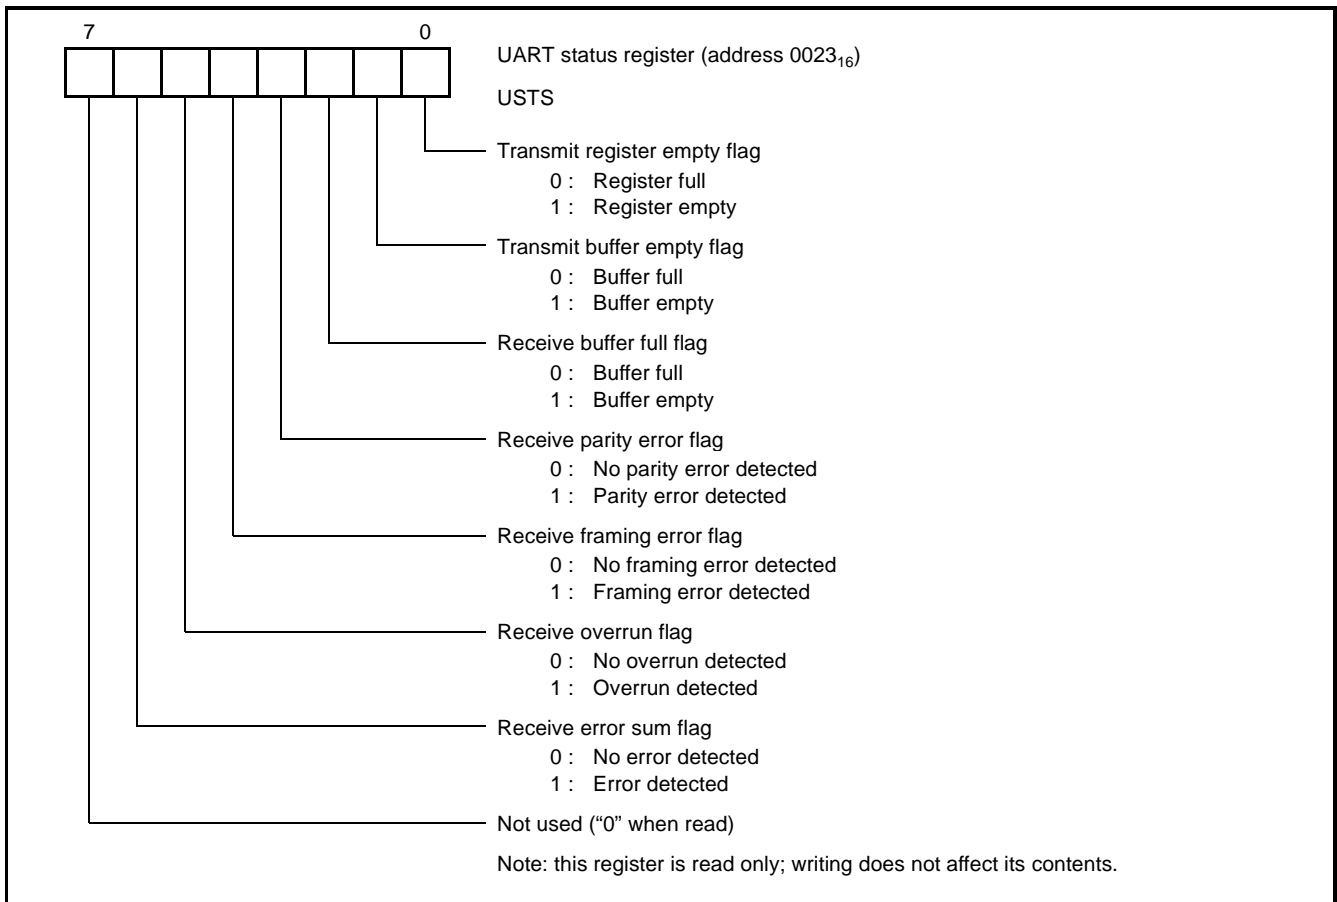 7 0
UART status register (address 0023₁₆)
USTS
Transmit register empty flag
0 : Register full
1 : Register empty
Transmit buffer empty flag
0 : Buffer full
1 : Buffer empty
Receive buffer full flag
0 : Buffer full
1 : Buffer empty
Receive parity error flag
0 : No parity error detected
1 : Parity error detected
Receive framing error flag
0 : No framing error detected
1 : Framing error detected
Receive overrun flag
0 : No overrun detected
1 : Overrun detected
Receive error sum flag
0 : No error detected
1 : Error detected
Not used (“0” when read)
Note: this register is read only; writing does not affect its contents.